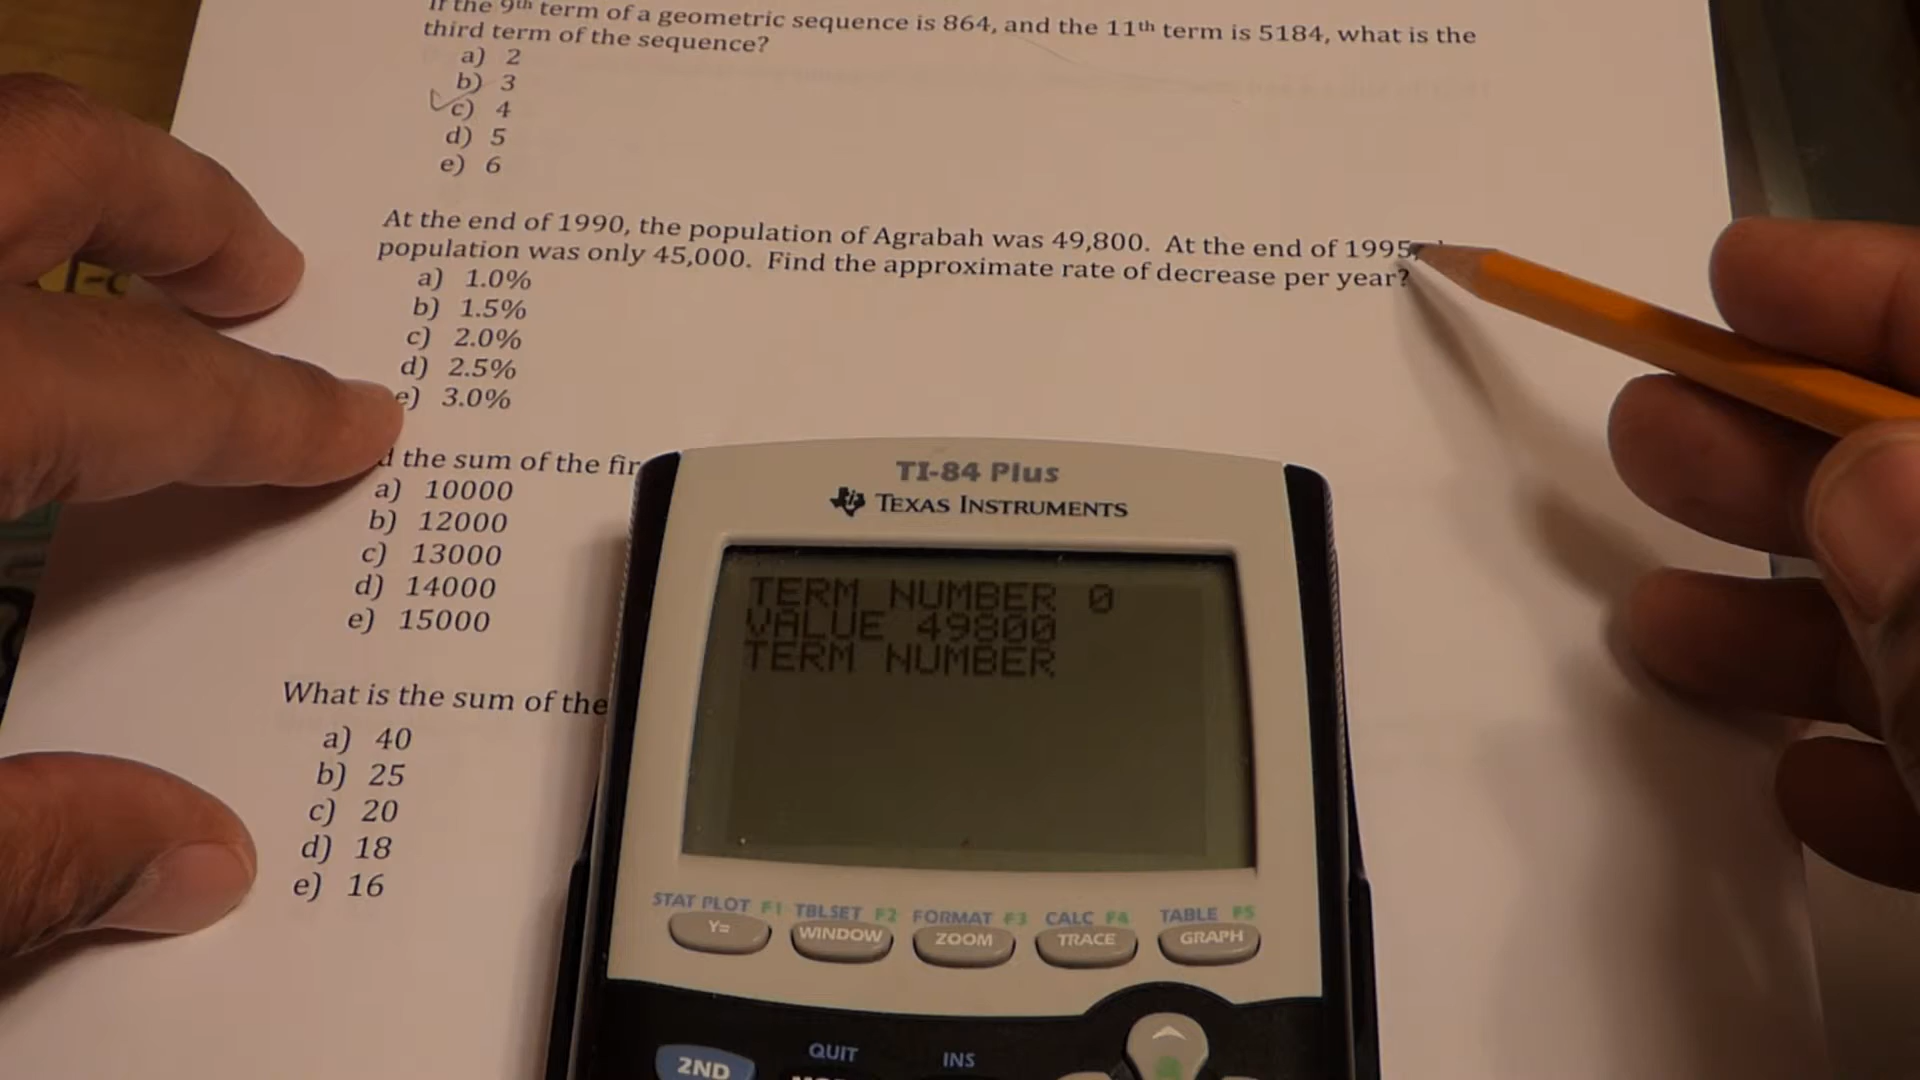 If the 9th term of a geometric sequence is 864, and the 11th term is 5184, what is the
third term of the sequence?
a) 2
b) 3
c) 4
d) 5
e) 6
At the end of 1990, the population of Agrabah was 49,800. At the end of 1995,
population was only 45,000. Find the approximate rate of decrease per year?
a) 1.0%
b) 1.5%
c) 2.0%
d) 2.5%
e) 3.0%
the sum of the
a) 10000
b) 12000
c) 13000
d) 14000
e) 15000
What is the sum of the
a) 40
b) 25
c) 20
d) 18
e) 16
TI-84 Plus
TEXAS INSTRUMENTS
TERM NUMBER 0
VALUE 49800
TERM NUMBER
STAT PLOT F1 TBLSET F2 FORMAT F3 CALC F4 TABLE F5
Y= WINDOW ZOOM TRACE GRAPH
QUIT INS
2ND